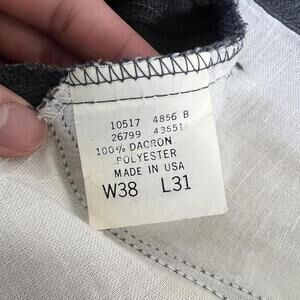 10517 4856 B
26799 43551
100% DACRON
POLYESTER
MADE IN USA
W38 L31